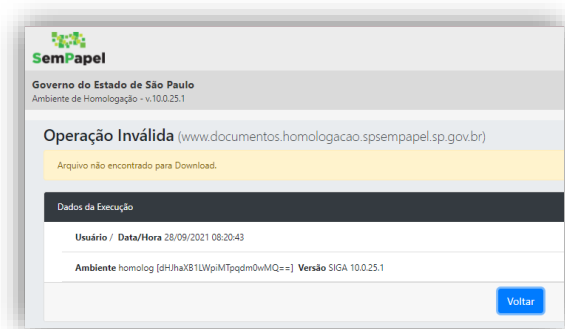 SemPapel
Governo do Estado de São Paulo
Ambiente de Homologação - v.10.0.25.1
Operação Inválida (www.documentos.homologacao.spsempapel.sp.gov.br)
Arquivo não encontrado para Download.
Dados da Execução
Usuário / Data/Hora 28/09/2021 08:20:43
Ambiente homolog [dHJhaXB1LWpiMTpqdm0wMQ==] Versão SIGA 10.0.25.1
Voltar